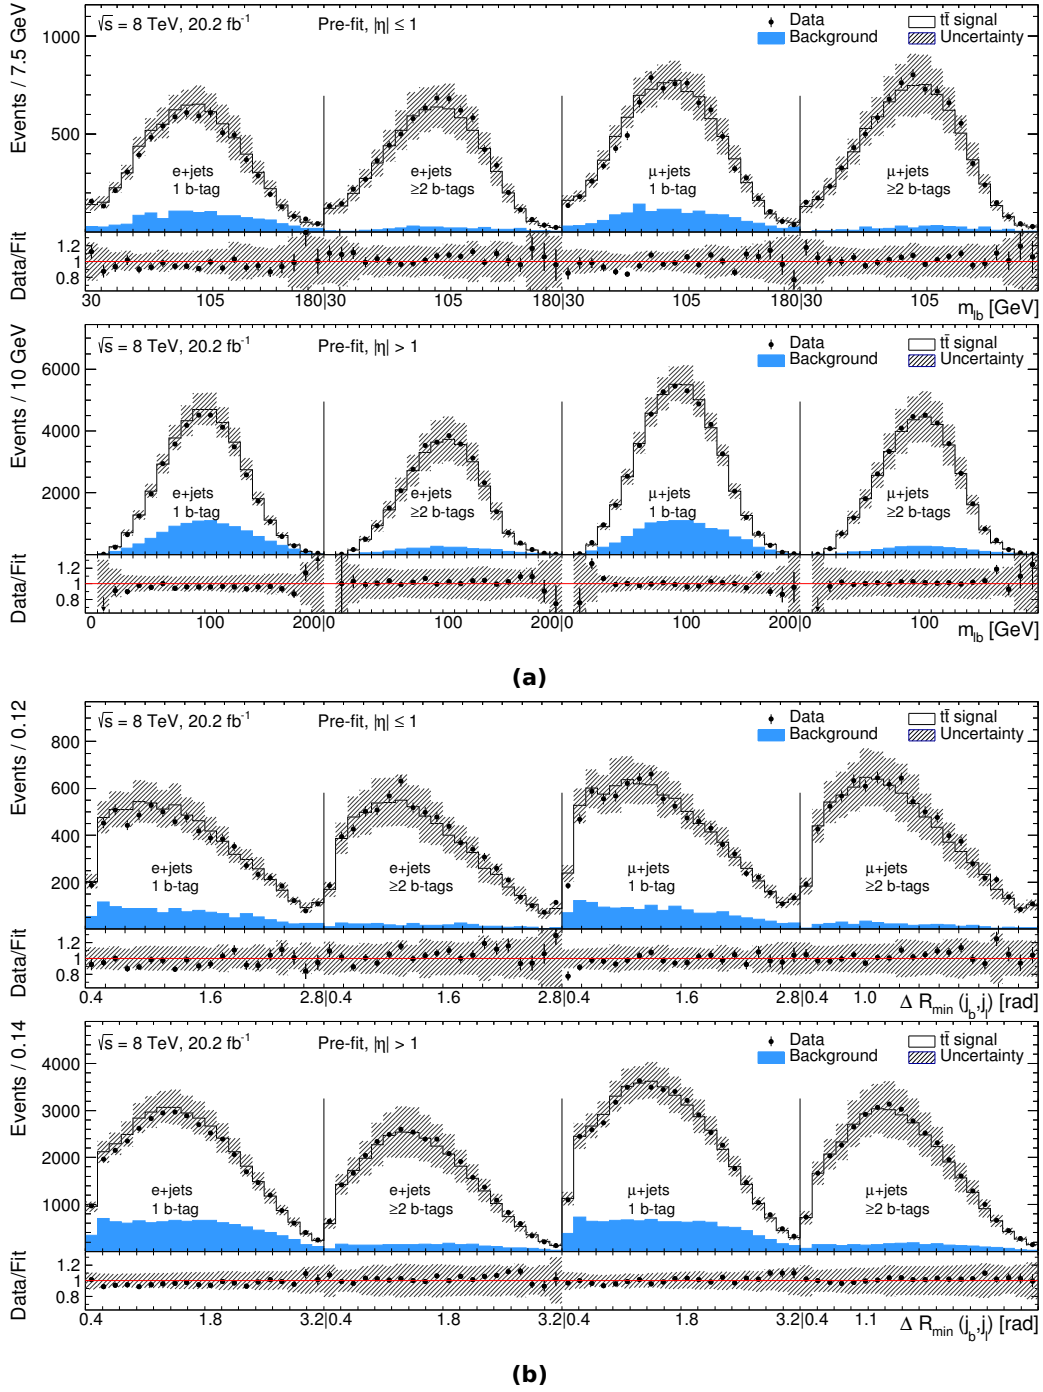 √s = 8 TeV, 20.2 fb⁻¹ Pre-fit, |η| ≤ 1 Data tt̄ signal
Background Uncertainty
Events / 7.5 GeV
1000
500
e+jets e+jets μ+jets μ+jets
1 b-tag ≥2 b-tags 1 b-tag ≥2 b-tags
Data/Fit
1.2
1
0.8
30 105 180|30 105 180|30 105 180|30 105
m_lb [GeV]
√s = 8 TeV, 20.2 fb⁻¹ Pre-fit, |η| > 1 Data tt̄ signal
Background Uncertainty
Events / 10 GeV
6000
4000
2000
e+jets e+jets μ+jets μ+jets
1 b-tag ≥2 b-tags 1 b-tag ≥2 b-tags
Data/Fit
1.2
1
0.8
0 100 200|0 100 200|0 100 200|0 100
m_lb [GeV]
(a)
√s = 8 TeV, 20.2 fb⁻¹ Pre-fit, |η| ≤ 1 Data tt̄ signal
Background Uncertainty
Events / 0.12
800
600
400
200
e+jets e+jets μ+jets μ+jets
1 b-tag ≥2 b-tags 1 b-tag ≥2 b-tags
Data/Fit
1.2
1
0.8
0.4 1.6 2.8|0.4 1.6 2.8|0.4 1.6 2.8|0.4 1.0 Δ R_min (j_b,j_l) [rad]
√s = 8 TeV, 20.2 fb⁻¹ Pre-fit, |η| > 1 Data tt̄ signal
Background Uncertainty
Events / 0.14
4000
3000
2000
1000
e+jets e+jets μ+jets μ+jets
1 b-tag ≥2 b-tags 1 b-tag ≥2 b-tags
Data/Fit
1.2
1
0.8
0.4 1.8 3.2|0.4 1.8 3.2|0.4 1.8 3.2|0.4 1.1 Δ R_min (j_b,j_l) [rad]
(b)